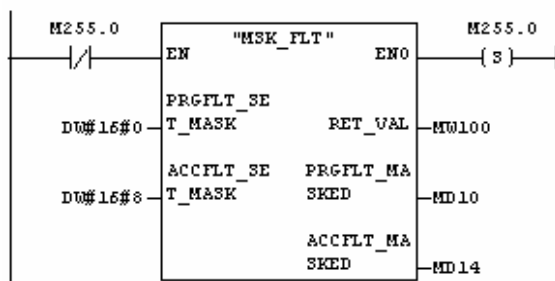 M255.0 "MSK_FLT" M255.0
EN ENO ( S )
PRGFLT_SE
DW#16#0 T_MASK RET_VAL MW100
ACCFLT_SE PRGFLT_MA
DW#16#8 T_MASK SKED MD10
ACCFLT_MA
SKED MD14